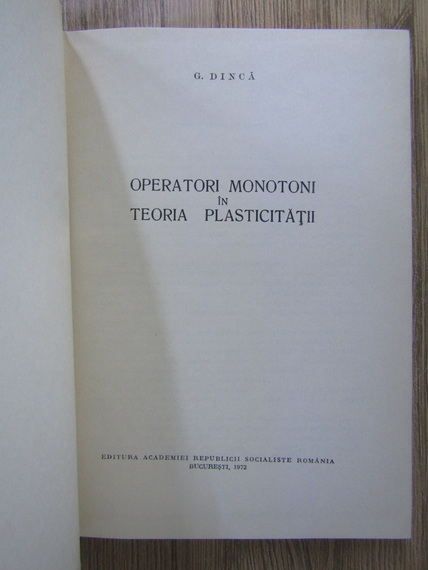 G. DINCĂ
OPERATORI MONOTONI
ÎN
TEORIA PLASTICITĂŢII
EDITURA ACADEMIEI REPUBLICII SOCIALISTE ROMÂNIA
BUCUREŞTI, 1972